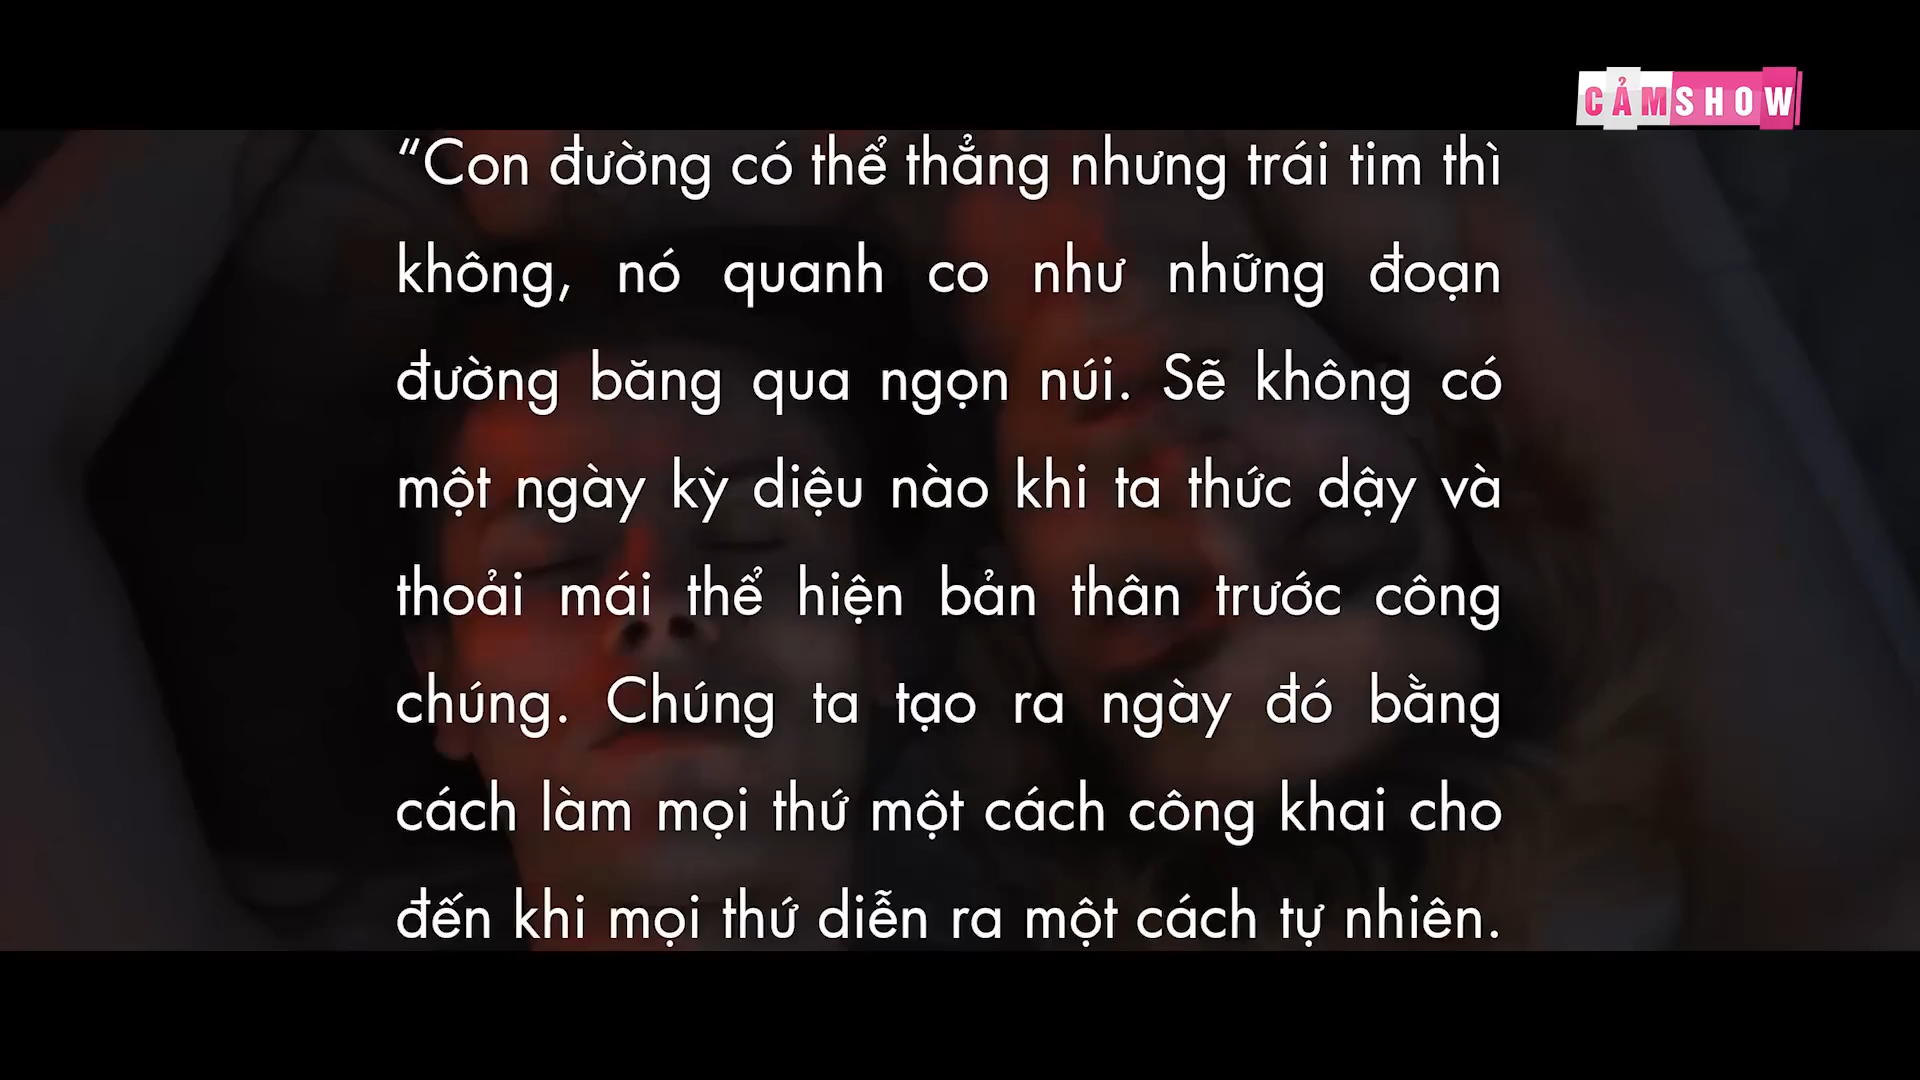 CẢMSHOW
“Con đường có thể thẳng nhưng trái tim thì
không, nó quanh co như những đoạn
đường băng qua ngọn núi. Sẽ không có
một ngày kỳ diệu nào khi ta thức dậy và
thoải mái thể hiện bản thân trước công
chúng. Chúng ta tạo ra ngày đó bằng
cách làm mọi thứ một cách công khai cho
đến khi mọi thứ diễn ra một cách tự nhiên.